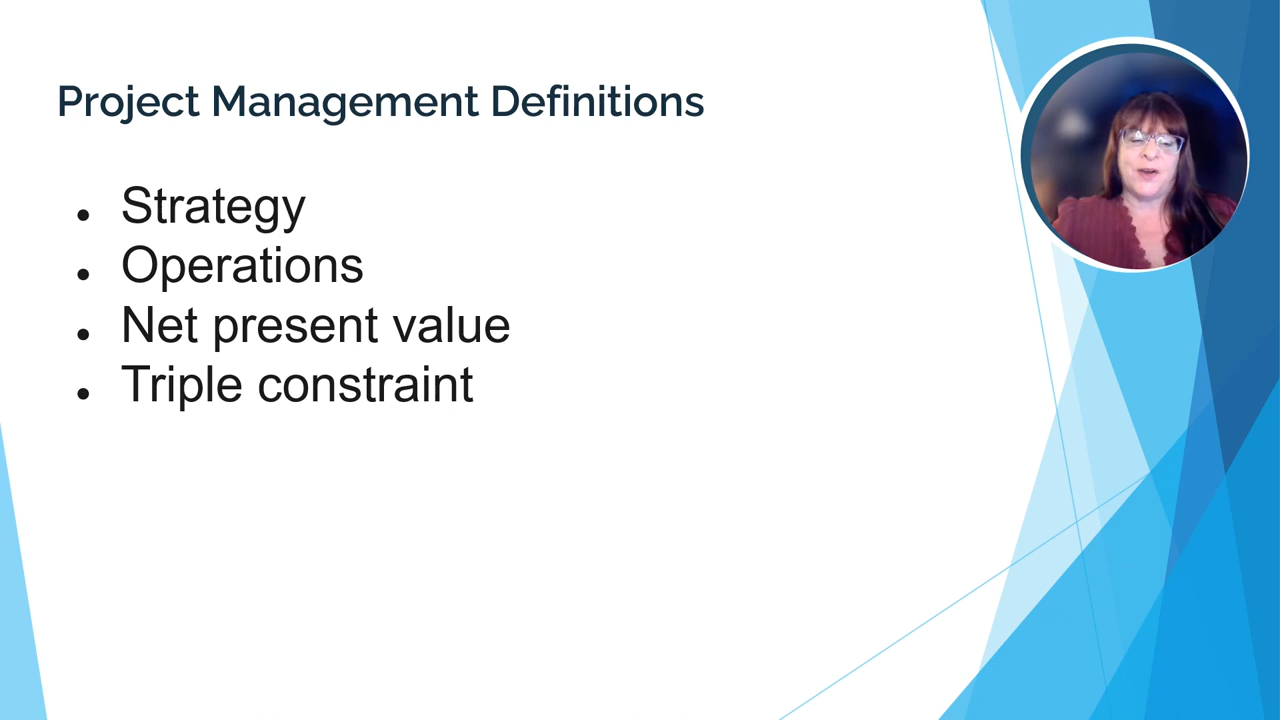 Project Management Definitions
● Strategy
● Operations
● Net present value
● Triple constraint